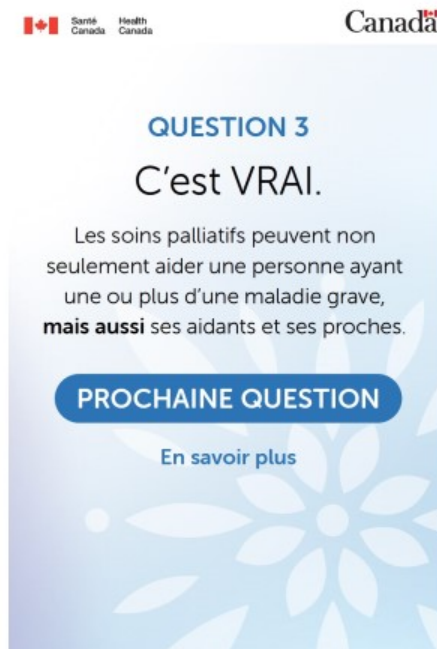 Santé Health
Canada Canada
Canada
QUESTION 3
C'est VRAI.
Les soins palliatifs peuvent non
seulement aider une personne ayant
une ou plus d'une maladie grave,
mais aussi ses aidants et ses proches.
PROCHAINE QUESTION
En savoir plus